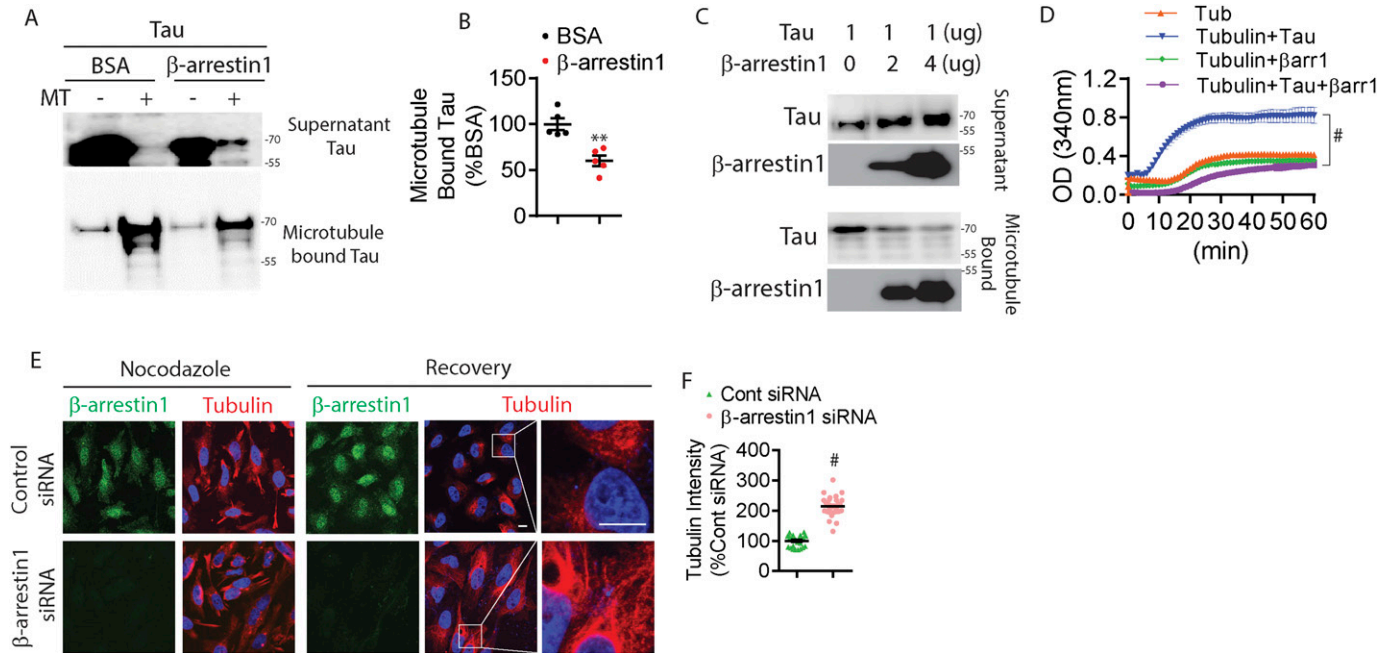 A
Tau
BSA β-arrestin1
MT - + - +
Supernatant
Tau
-70
-55
Microtubule
bound Tau
-70
-55
B
BSA
β-arrestin1
Microtubule
Bound Tau
(%BSA)
150
100
50
0
**
C
Tau 1 1 1 (ug)
β-arrestin1 0 2 4 (ug)
Tau
β-arrestin1
-70
-55
-55
Supernatant
Tau
β-arrestin1
-70
-55
-55
Microtubule
Bound
D
Tub
Tubulin+Tau
Tubulin+βarr1
Tubulin+Tau+βarr1
OD (340nm)
1.2
0.8
0.4
0.0
#
0 10 20 30 40 50 60
(min)
E
Nocodazole Recovery
β-arrestin1 Tubulin β-arrestin1 Tubulin
Control
siRNA
β-arrestin1
siRNA
F
Cont siRNA
β-arrestin1 siRNA
Tubulin Intensity
(%Cont siRNA)
400
300
200
100
0
#